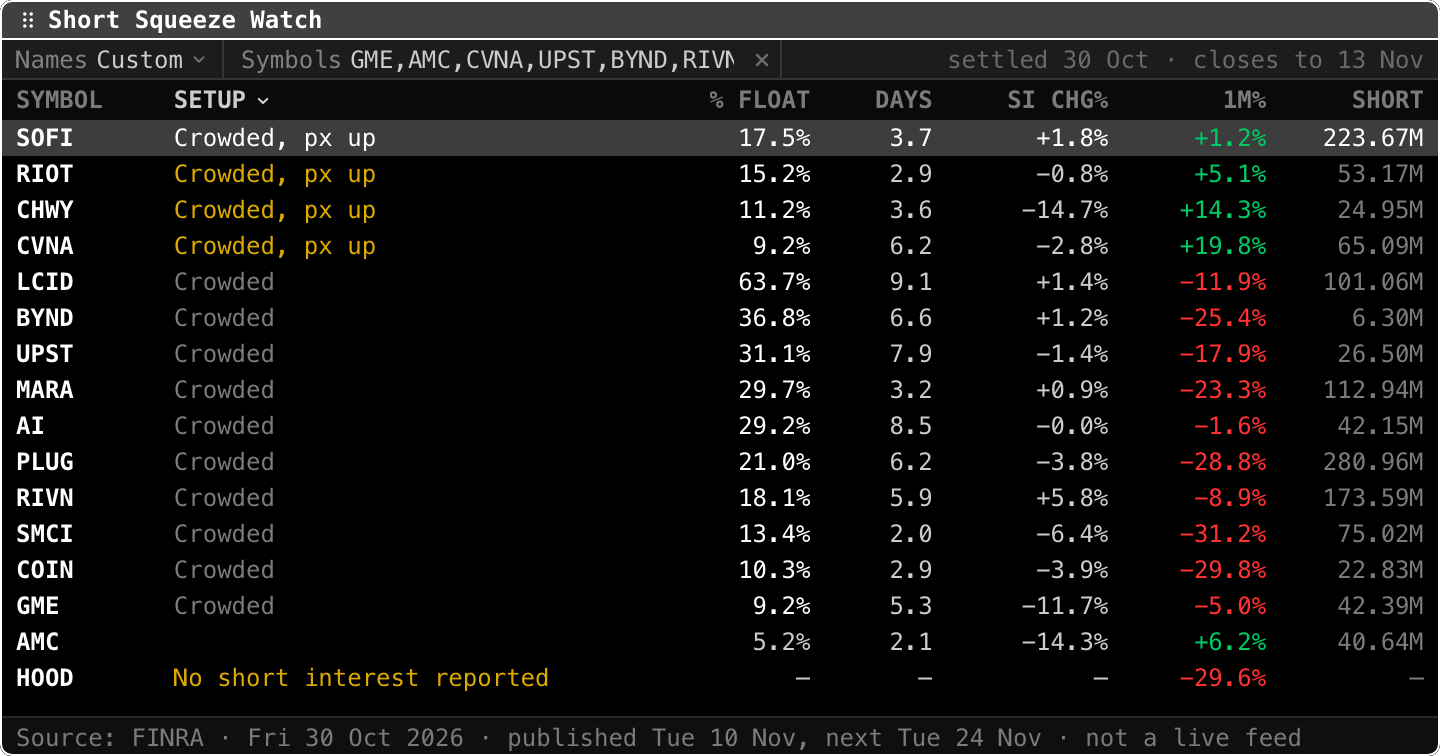 Short Squeeze Watch
Names Custom Symbols GME,AMC,CVNA,UPST,BYND,RIVN × settled 30 Oct · closes to 13 Nov
SYMBOL SETUP % FLOAT DAYS SI CHG% 1M% SHORT
SOFI Crowded, px up 17.5% 3.7 +1.8% +1.2% 223.67M
RIOT Crowded, px up 15.2% 2.9 −0.8% +5.1% 53.17M
CHWY Crowded, px up 11.2% 3.6 −14.7% +14.3% 24.95M
CVNA Crowded, px up 9.2% 6.2 −2.8% +19.8% 65.09M
LCID Crowded 63.7% 9.1 +1.4% −11.9% 101.06M
BYND Crowded 36.8% 6.6 +1.2% −25.4% 6.30M
UPST Crowded 31.1% 7.9 −1.4% −17.9% 26.50M
MARA Crowded 29.7% 3.2 +0.9% −23.3% 112.94M
AI Crowded 29.2% 8.5 −0.0% −1.6% 42.15M
PLUG Crowded 21.0% 6.2 −3.8% −28.8% 280.96M
RIVN Crowded 18.1% 5.9 +5.8% −8.9% 173.59M
SMCI Crowded 13.4% 2.0 −6.4% −31.2% 75.02M
COIN Crowded 10.3% 2.9 −3.9% −29.8% 22.83M
GME Crowded 9.2% 5.3 −11.7% −5.0% 42.39M
AMC 5.2% 2.1 −14.3% +6.2% 40.64M
HOOD No short interest reported — — — −29.6% —
Source: FINRA · Fri 30 Oct 2026 · published Tue 10 Nov, next Tue 24 Nov · not a live feed